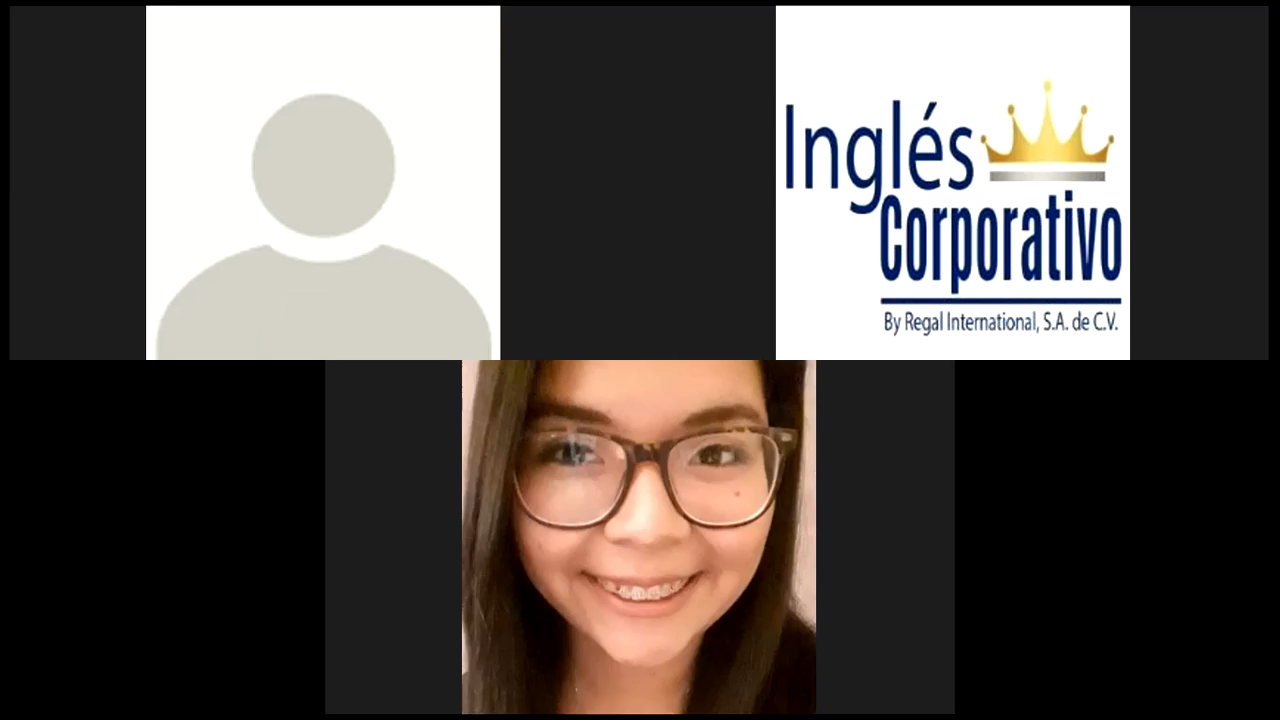 Inglés
Corporativo
By Regal International, S.A. de C.V.